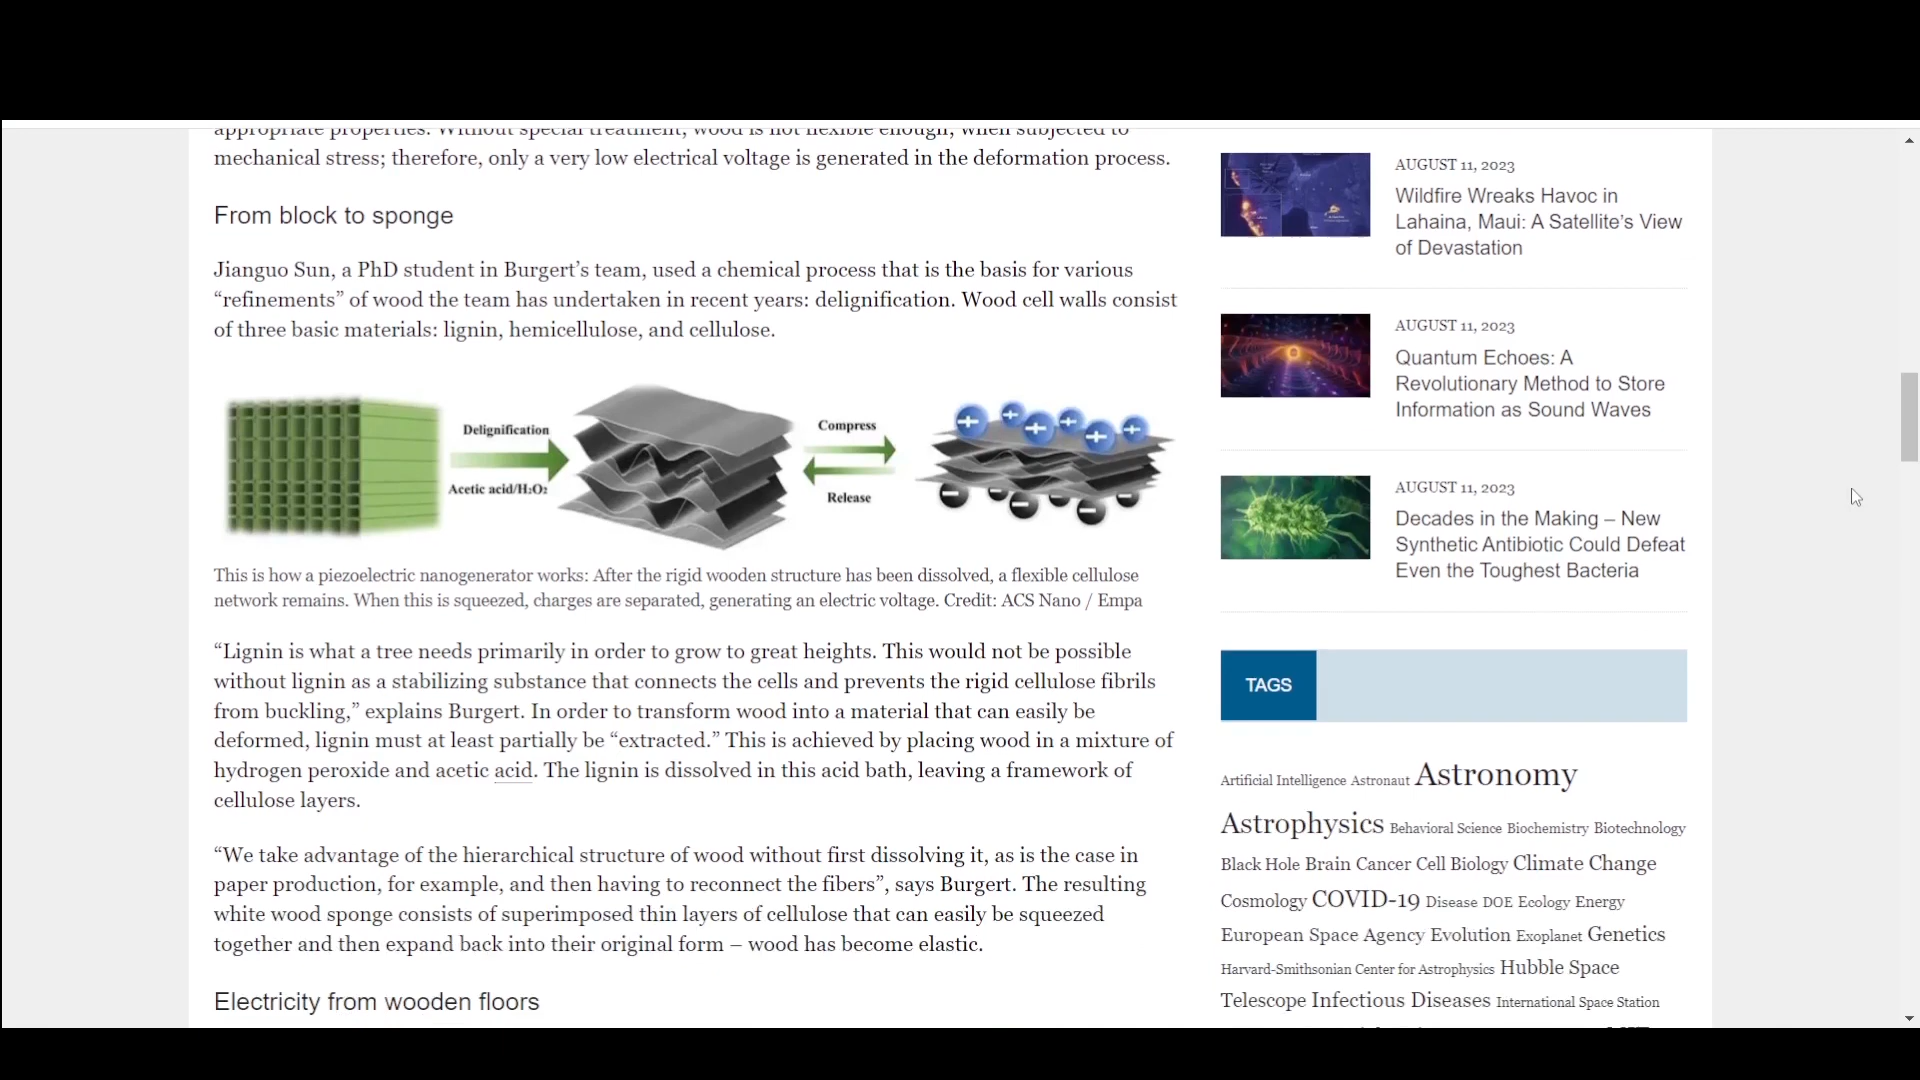 appropriate properties. Without special treatment, wood is not flexible enough, when subjected to
mechanical stress; therefore, only a very low electrical voltage is generated in the deformation process.
From block to sponge
Jianguo Sun, a PhD student in Burgert’s team, used a chemical process that is the basis for various
“refinements” of wood the team has undertaken in recent years: delignification. Wood cell walls consist
of three basic materials: lignin, hemicellulose, and cellulose.
Delignification
Acetic acid/H₂O₂
Compress
Release
This is how a piezoelectric nanogenerator works: After the rigid wooden structure has been dissolved, a flexible cellulose
network remains. When this is squeezed, charges are separated, generating an electric voltage. Credit: ACS Nano / Empa
“Lignin is what a tree needs primarily in order to grow to great heights. This would not be possible
without lignin as a stabilizing substance that connects the cells and prevents the rigid cellulose fibrils
from buckling,” explains Burgert. In order to transform wood into a material that can easily be
deformed, lignin must at least partially be “extracted.” This is achieved by placing wood in a mixture of
hydrogen peroxide and acetic acid. The lignin is dissolved in this acid bath, leaving a framework of
cellulose layers.
“We take advantage of the hierarchical structure of wood without first dissolving it, as is the case in
paper production, for example, and then having to reconnect the fibers”, says Burgert. The resulting
white wood sponge consists of superimposed thin layers of cellulose that can easily be squeezed
together and then expand back into their original form – wood has become elastic.
Electricity from wooden floors
AUGUST 11, 2023
Wildfire Wreaks Havoc in
Lahaina, Maui: A Satellite’s View
of Devastation
AUGUST 11, 2023
Quantum Echoes: A
Revolutionary Method to Store
Information as Sound Waves
AUGUST 11, 2023
Decades in the Making – New
Synthetic Antibiotic Could Defeat
Even the Toughest Bacteria
TAGS
Artificial Intelligence Astronaut Astronomy
Astrophysics Behavioral Science Biochemistry Biotechnology
Black Hole Brain Cancer Cell Biology Climate Change
Cosmology COVID-19 Disease DOE Ecology Energy
European Space Agency Evolution Exoplanet Genetics
Harvard-Smithsonian Center for Astrophysics Hubble Space
Telescope Infectious Diseases International Space Station